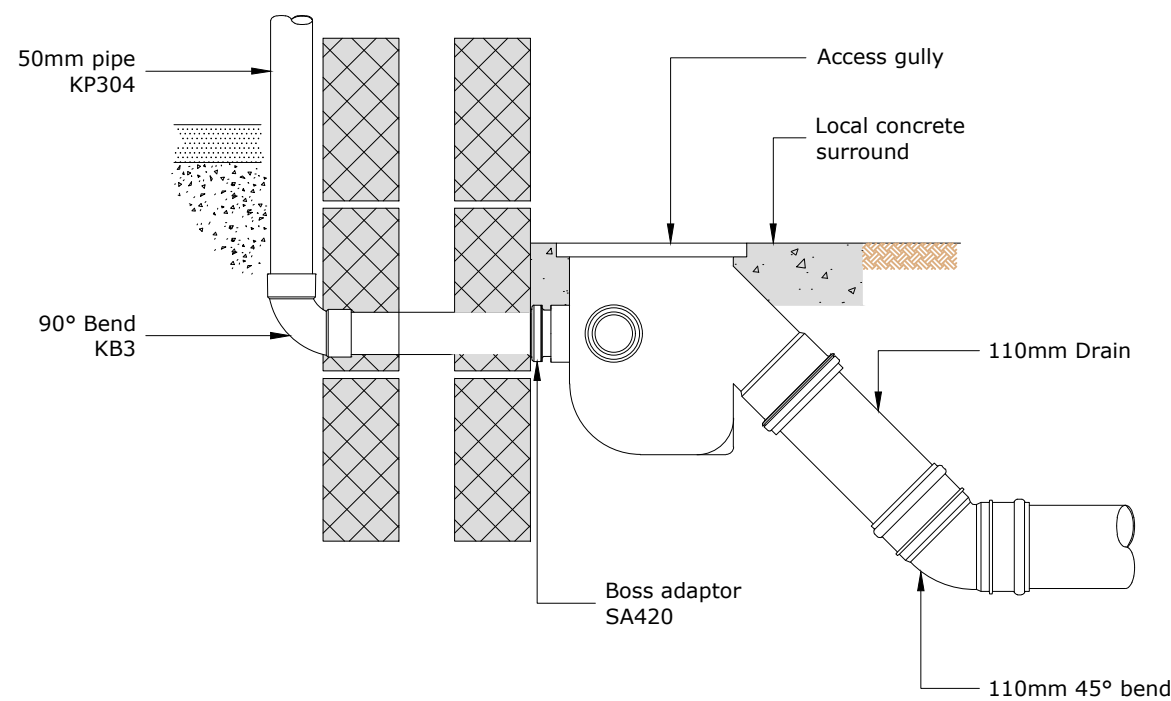 50mm pipe
KP304
Access gully
Local concrete
surround
90° Bend
KB3
110mm Drain
Boss adaptor
SA420
110mm 45° bend